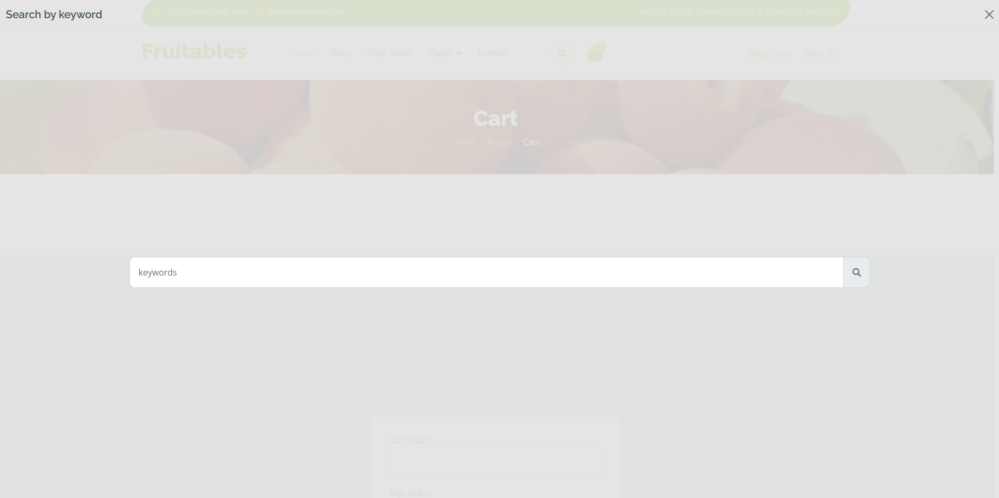 Search by keyword
123 Street, New York Email@Example.com Privacy Policy / Terms of Use / Sales and Refunds
Fruitables Home Shop Shop Detail Pages Contact Đăng nhập Đăng Ký
Cart
Home / Pages / Cart
keywords
Tài khoản:
Mật khẩu: